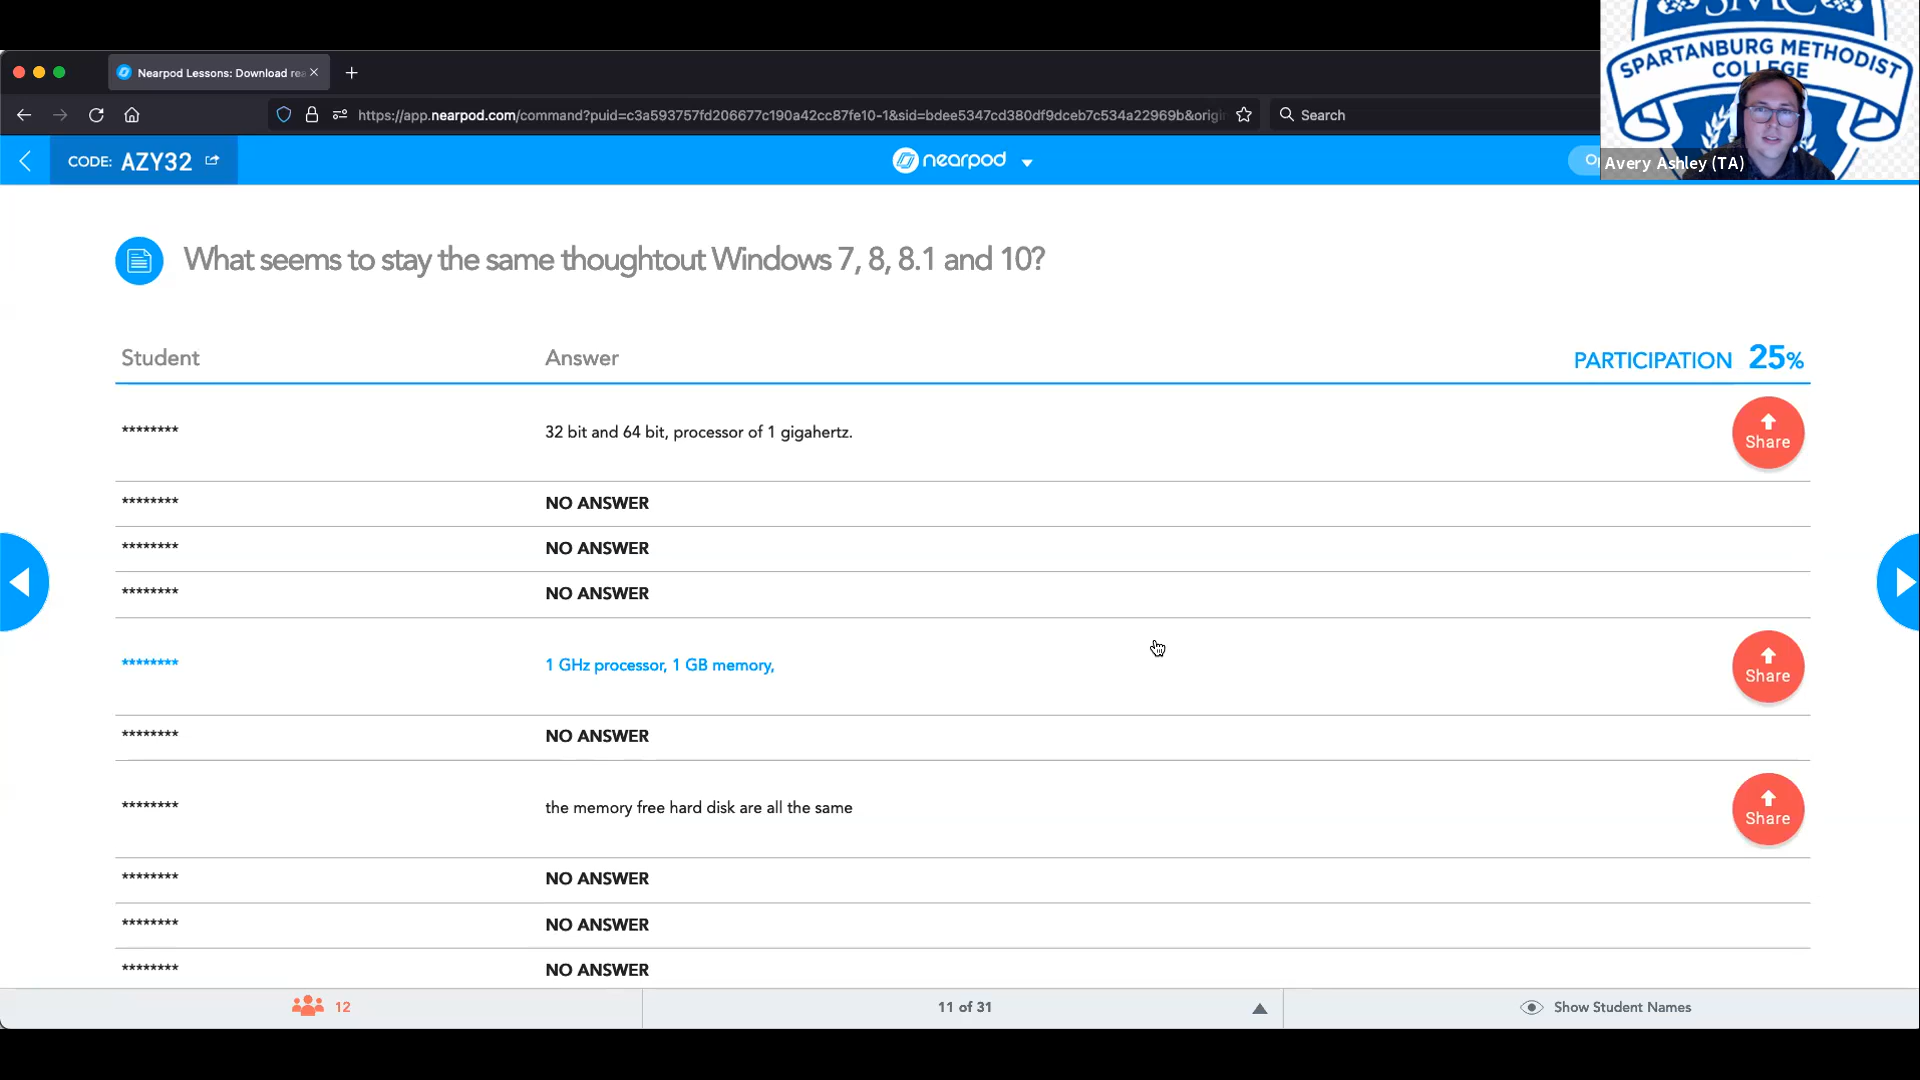 SMC
SPARTANBURG METHODIST
COLLEGE
Avery Ashley (TA)
Nearpod Lessons: Download rea
https://app.nearpod.com/command?puid=c3a593757fd206677c190a42cc87fe10-1&sid=bdee5347cd380df9dceb7c534a22969b&origi
Search
CODE: AZY32
nearpod
What seems to stay the same thoughtout Windows 7, 8, 8.1 and 10?
Student Answer PARTICIPATION 25%
******** 32 bit and 64 bit, processor of 1 gigahertz. Share
******** NO ANSWER
******** NO ANSWER
******** NO ANSWER
******** 1 GHz processor, 1 GB memory, Share
******** NO ANSWER
******** the memory free hard disk are all the same Share
******** NO ANSWER
******** NO ANSWER
******** NO ANSWER
12 11 of 31 Show Student Names